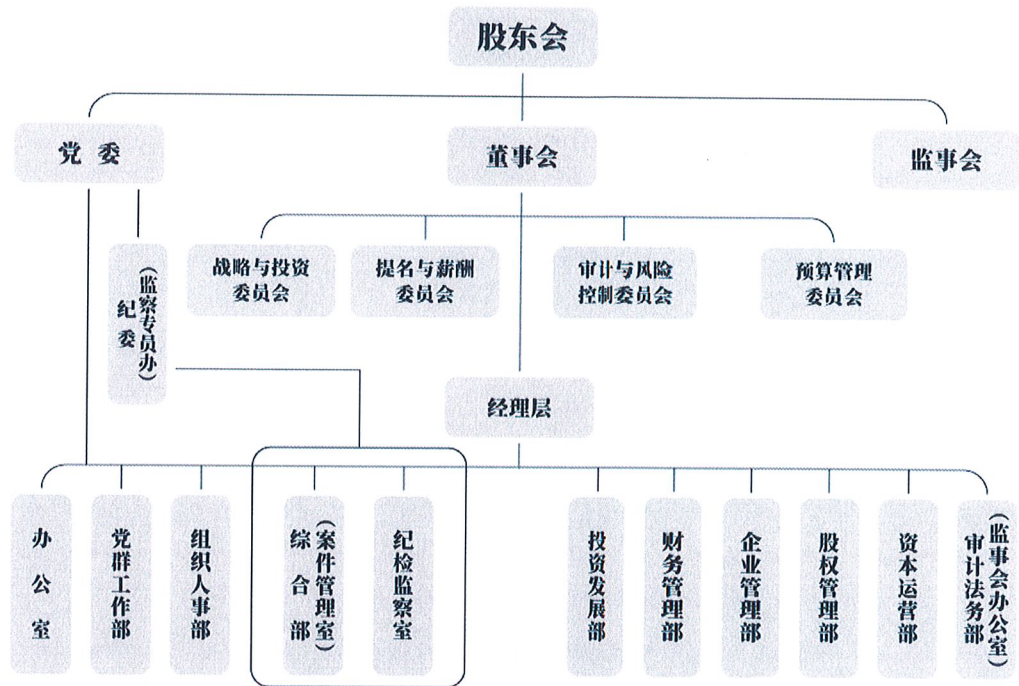 股东会
党 委
董事会
监事会
纪委
（监察专员办）
战略与投资
委员会
提名与薪酬
委员会
审计与风险
控制委员会
预算管理
委员会
经理层
办公室
党群工作部
组织人事部
综合部
（案件管理室）
纪检监察室
投资发展部
财务管理部
企业管理部
股权管理部
资本运营部
审计法务部
（监事会办公室）